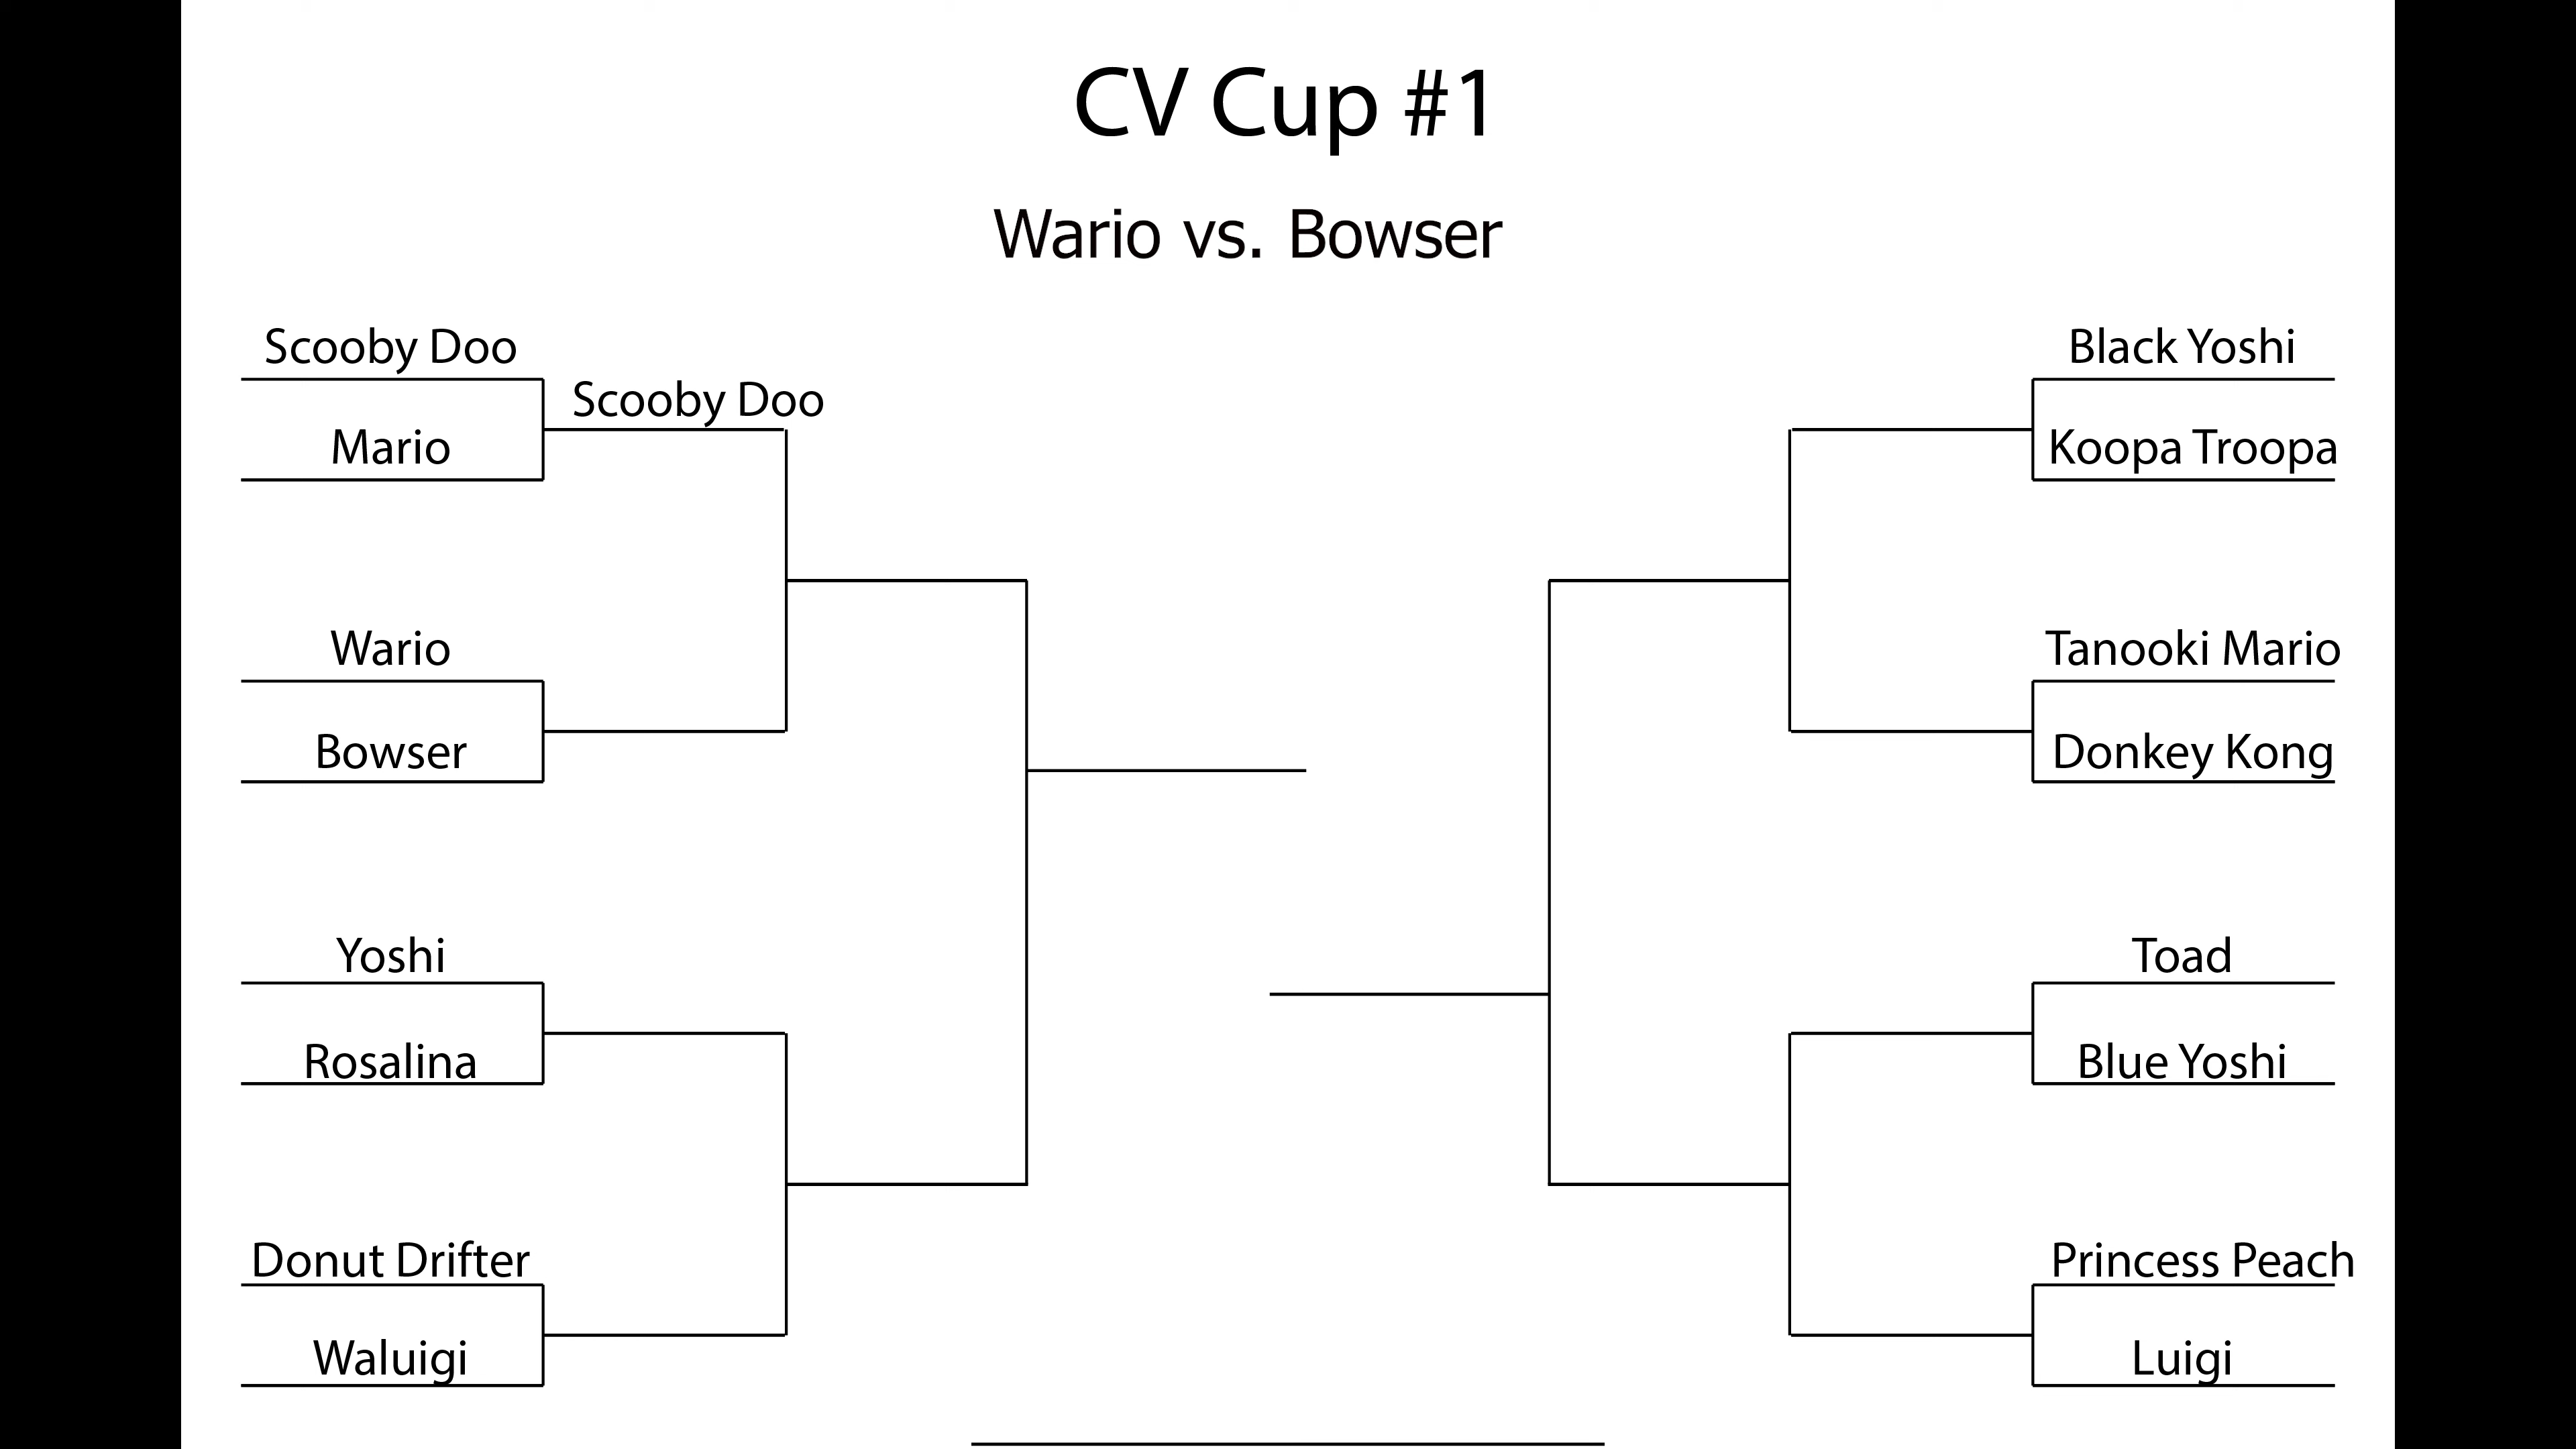 CV Cup #1
Wario vs. Bowser
Scooby Doo
Mario
Scooby Doo
Wario
Bowser
Yoshi
Rosalina
Donut Drifter
Waluigi
Black Yoshi
Koopa Troopa
Tanooki Mario
Donkey Kong
Toad
Blue Yoshi
Princess Peach
Luigi